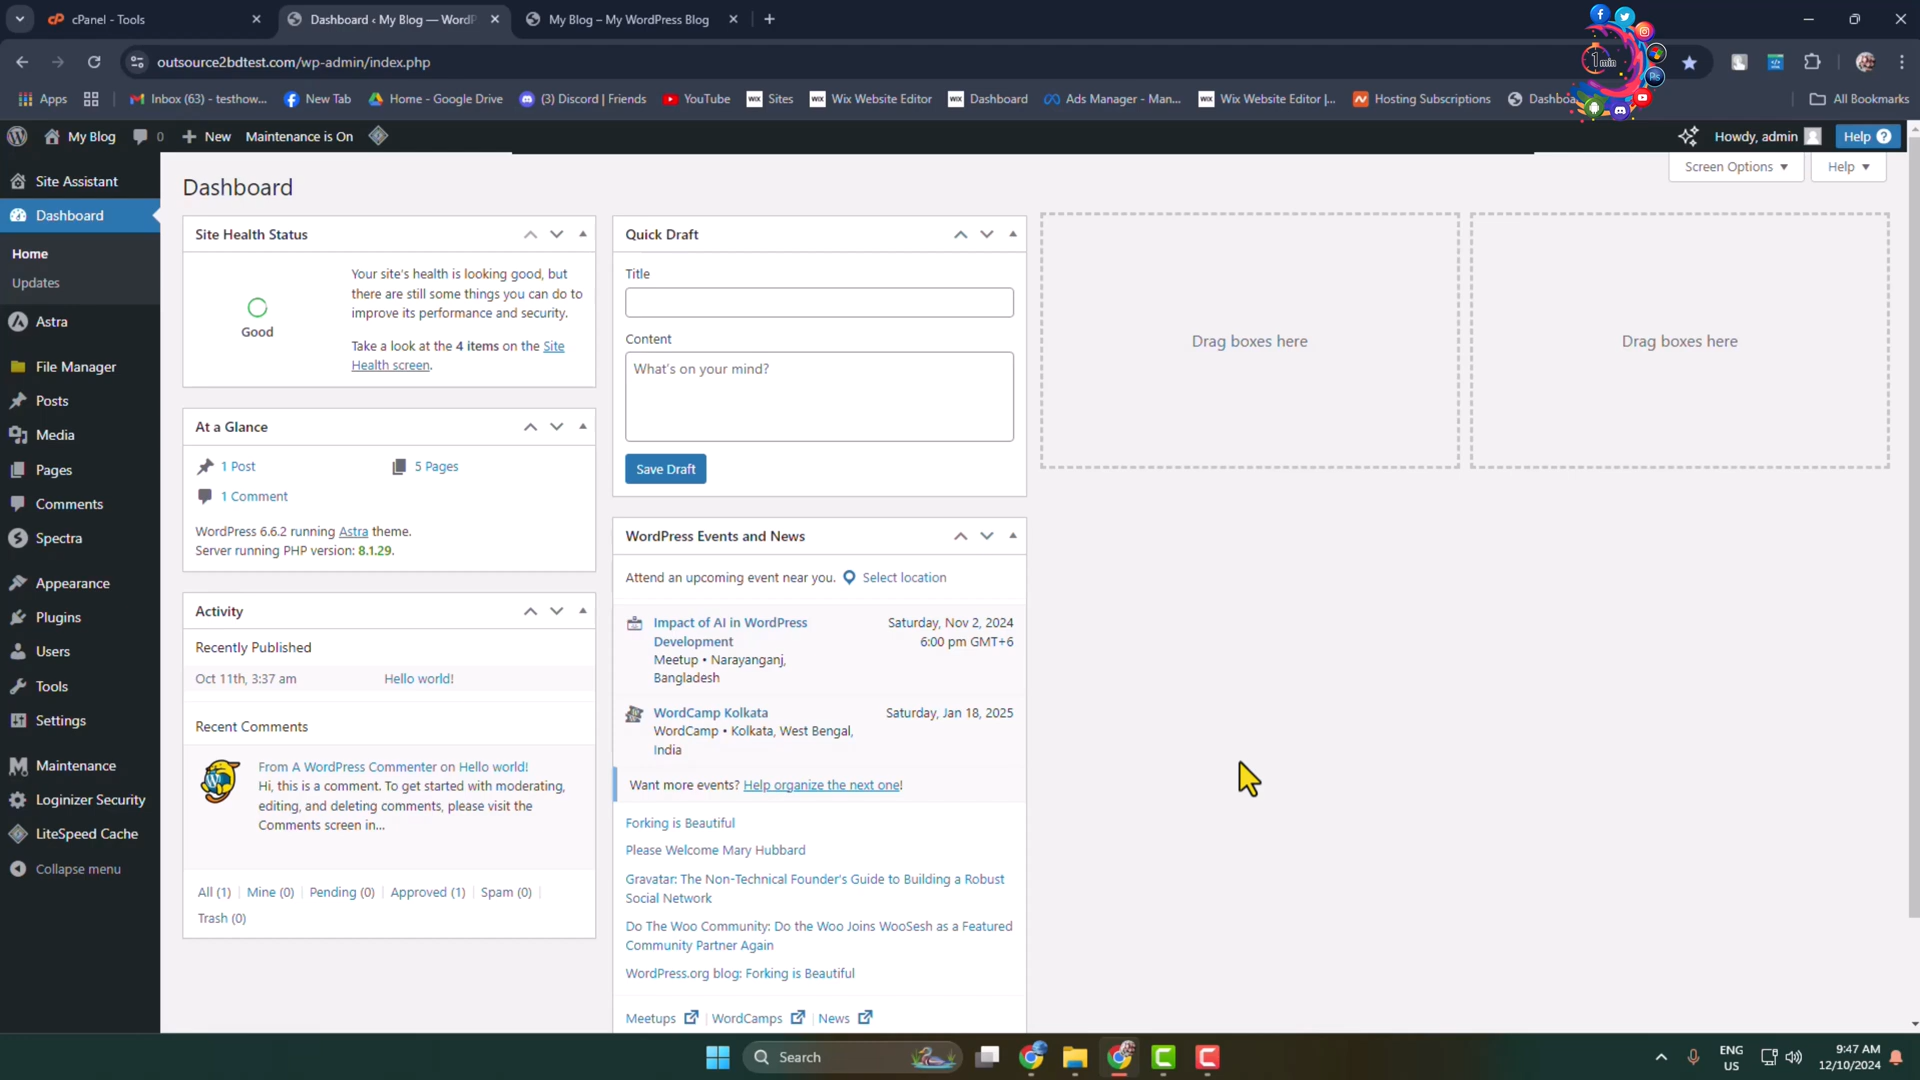 cPanel - Tools
Dashboard ‹ My Blog — WordP
My Blog – My WordPress Blog
outsource2bdtest.com/wp-admin/index.php
1min
Ps
Apps
Inbox (63) - testhow...
New Tab
Home - Google Drive
(3) Discord | Friends
YouTube
WIX Sites
WIX Wix Website Editor
WIX Dashboard
Ads Manager - Man...
WIX Wix Website Editor |...
Hosting Subscriptions
Dashboa
All Bookmarks
My Blog
0
New
Maintenance is On
Howdy, admin
Help
Screen Options
Help
Site Assistant
Dashboard
Home
Updates
Astra
File Manager
Posts
Media
Pages
Comments
Spectra
Appearance
Plugins
Users
Tools
Settings
Maintenance
Loginizer Security
LiteSpeed Cache
Collapse menu
Dashboard
Site Health Status
Good
Your site's health is looking good, but
there are still some things you can do to
improve its performance and security.
Take a look at the 4 items on the Site
Health screen.
At a Glance
1 Post
5 Pages
1 Comment
WordPress 6.6.2 running Astra theme.
Server running PHP version: 8.1.29.
Activity
Recently Published
Oct 11th, 3:37 am
Hello world!
Recent Comments
From A WordPress Commenter on Hello world!
Hi, this is a comment. To get started with moderating,
editing, and deleting comments, please visit the
Comments screen in...
All (1) | Mine (0) | Pending (0) | Approved (1) | Spam (0) |
Trash (0)
Quick Draft
Title
Content
What's on your mind?
Save Draft
WordPress Events and News
Attend an upcoming event near you. Select location
Impact of AI in WordPress
Development
Meetup • Narayanganj,
Bangladesh
Saturday, Nov 2, 2024
6:00 pm GMT+6
WordCamp Kolkata
WordCamp • Kolkata, West Bengal,
India
Saturday, Jan 18, 2025
Want more events? Help organize the next one!
Forking is Beautiful
Please Welcome Mary Hubbard
Gravatar: The Non-Technical Founder's Guide to Building a Robust
Social Network
Do The Woo Community: Do the Woo Joins WooSesh as a Featured
Community Partner Again
WordPress.org blog: Forking is Beautiful
Meetups | WordCamps | News
Drag boxes here
Drag boxes here
Search
ENG
US
9:47 AM
12/10/2024